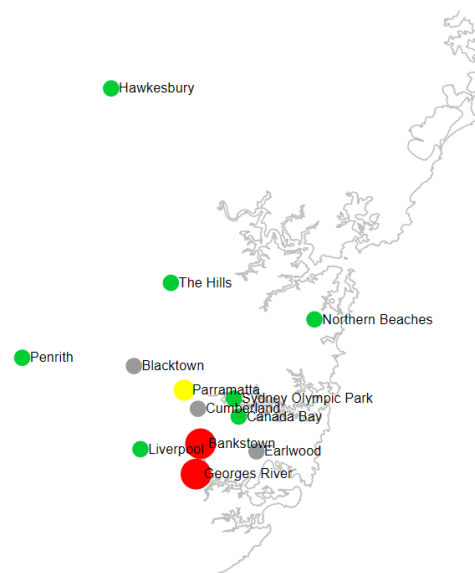 Hawkesbury
The Hills
Northern Beaches
Penrith
Blacktown
Parramatta
Sydney Olympic Park
Cumberland
Canada Bay
Bankstown
Liverpool
Earlwood
Georges River